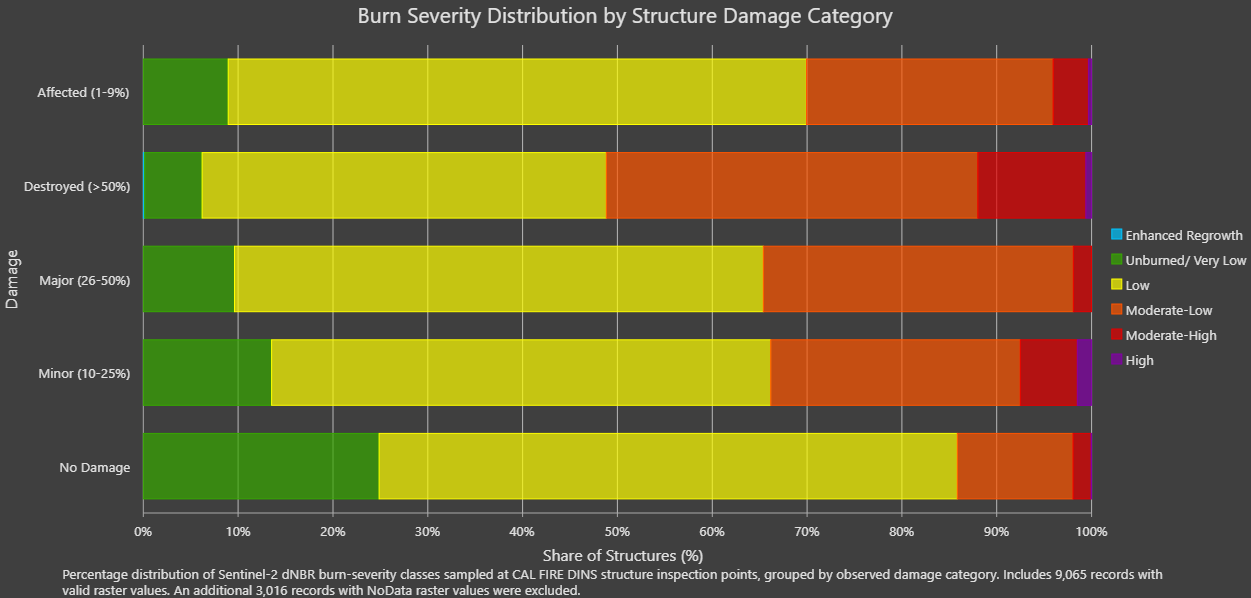 Burn Severity Distribution by Structure Damage Category
Affected (1-9%)
Destroyed (>50%)
Major (26-50%)
Minor (10-25%)
No Damage
Damage
0%
10%
20%
30%
40%
50%
60%
70%
80%
90%
100%
Share of Structures (%)
Enhanced Regrowth
Unburned/ Very Low
Low
Moderate-Low
Moderate-High
High
Percentage distribution of Sentinel-2 dNBR burn-severity classes sampled at CAL FIRE DINS structure inspection points, grouped by observed damage category. Includes 9,065 records with
valid raster values. An additional 3,016 records with NoData raster values were excluded.